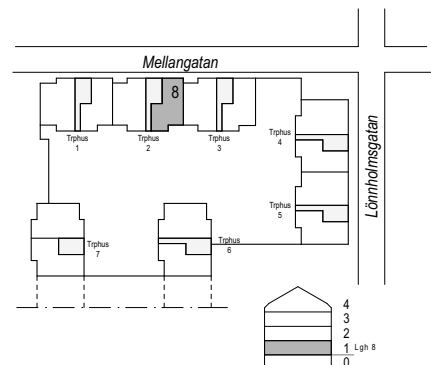 Mellangatan
8
Trphus
1
Trphus
2
Trphus
3
Trphus
4
Lönnholmsgatan
Trphus
5
Trphus
7
Trphus
6
4
3
2
1 Lgh 8
0